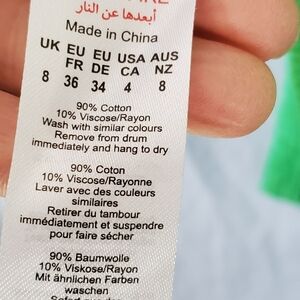 أبعدها عن النار
Made in China
UK EU EU USA AUS
FR DE CA NZ
8 36 34 4 8
90% Cotton
10% Viscose/Rayon
Wash with similar colours
Remove from drum
immediately and hang to dry
90% Coton
10% Viscose/Rayonne
Laver avec des couleurs
similaires
Retirer du tambour
immédiatement et suspendre
pour faire sécher
90% Baumwolle
10% Viskose/Rayon
Mit ähnlichen Farben
waschen